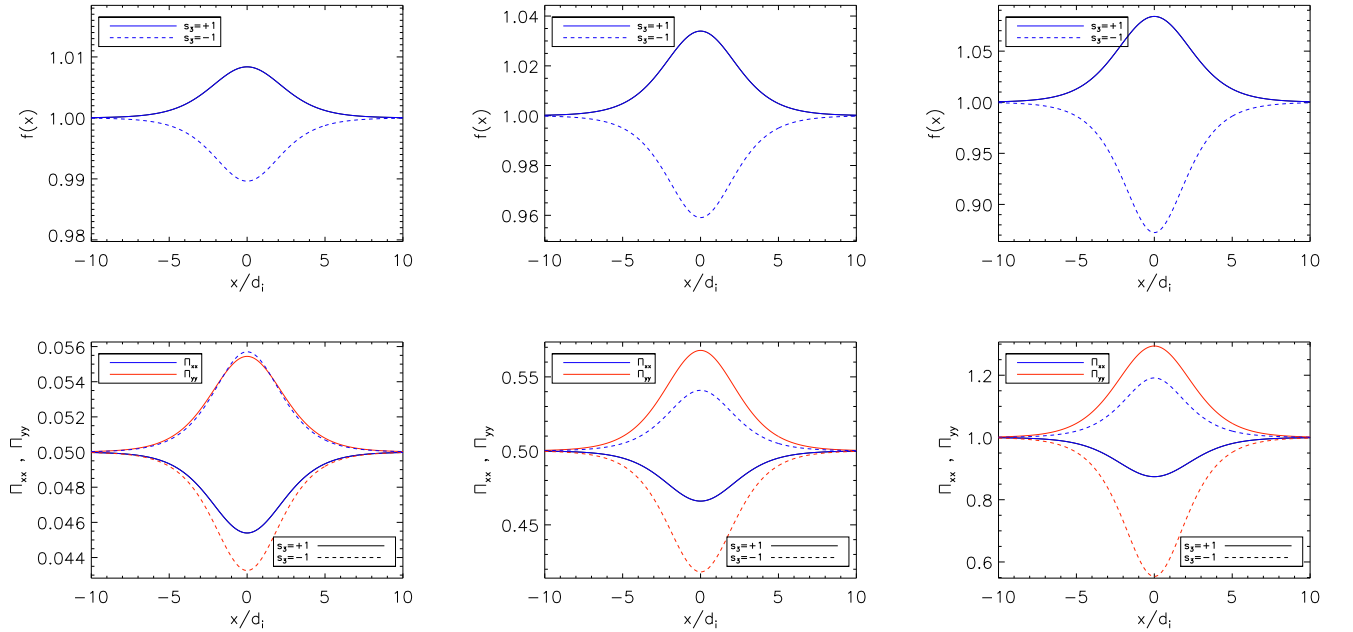 s₃=+1
s₃=−1
1.01
1.00
0.99
0.98
f(x)
−10 −5 0 5 10
x/dᵢ
s₃=+1
s₃=−1
1.04
1.02
1.00
0.98
0.96
f(x)
−10 −5 0 5 10
x/dᵢ
s₃=+1
s₃=−1
1.05
1.00
0.95
0.90
f(x)
−10 −5 0 5 10
x/dᵢ
Πxx
Πyy
0.056
0.054
0.052
0.050
0.048
0.046
0.044
Πxx , Πyy
s₃=+1
s₃=−1
−10 −5 0 5 10
x/dᵢ
Πxx
Πyy
0.55
0.50
0.45
Πxx , Πyy
s₃=+1
s₃=−1
−10 −5 0 5 10
x/dᵢ
Πxx
Πyy
1.2
1.0
0.8
0.6
Πxx , Πyy
s₃=+1
s₃=−1
−10 −5 0 5 10
x/dᵢ